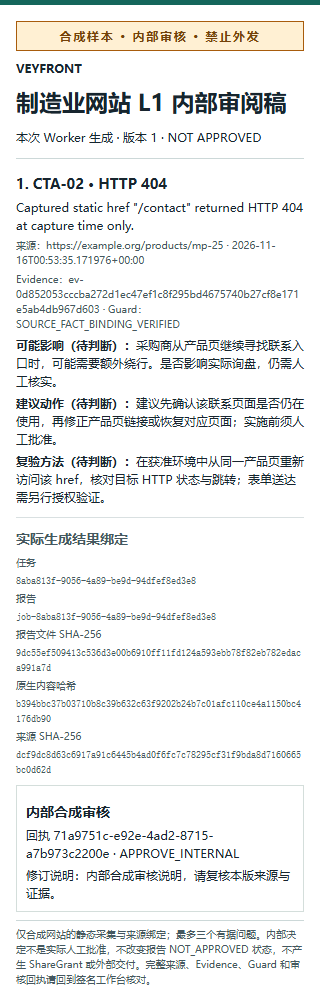 合成样本 • 内部审核 • 禁止外发
VEYFRONT
制造业网站 L1 内部审阅稿
本次 Worker 生成 · 版本 1 · NOT APPROVED
1. CTA-02 • HTTP 404
Captured static href "/contact" returned HTTP 404
at capture time only.
来源：https://example.org/products/mp-25 · 2026-11-
16T00:53:35.171976+00:00
Evidence：ev-
0d852053cccba272d1ec47ef1c8f295bd4675740b27cf8e171
e5ab4db967d603 · Guard：
SOURCE_FACT_BINDING_VERIFIED
可能影响（待判断）：采购商从产品页继续寻找联系入
口时，可能需要额外绕行。是否影响实际询盘，仍需人
工核实。
建议动作（待判断）：建议先确认该联系页面是否仍在
使用，再修正产品页链接或恢复对应页面；实施前须人
工批准。
复验方法（待判断）：在获准环境中从同一产品页重新
访问该 href，核对目标 HTTP 状态与跳转；表单送达
需另行授权验证。
实际生成结果绑定
任务
8aba813f-9056-4a89-be9d-94dfef8ed3e8
报告
job-8aba813f-9056-4a89-be9d-94dfef8ed3e8
报告文件 SHA-256
9dc55ef509413c536d3e00b6910ff11fd124a593ebb78f82eb782edac
a991a7d
原生内容哈希
b394bbc37b03710b8c39b632c63f9202b24b7c01afc110ce4a1150bc4
176db90
来源 SHA-256
dcf9dc8d63c6917a91c6445b4ad0f6fc7c78295cf31f9bda8d7160665
bc0d62d
内部合成审核
回执 71a9751c-e92e-4ad2-8715-
a7b973c2200e · APPROVE_INTERNAL
修订说明：内部合成审核说明，请复核本版来源与
证据。
仅合成网站的静态采集与来源绑定；最多三个有据问题。内部决
定不是实际人工批准，不改变报告 NOT_APPROVED 状态，不产
生 ShareGrant 或外部交付。完整来源、Evidence、Guard 和审
核回执请回到签名工作台核对。